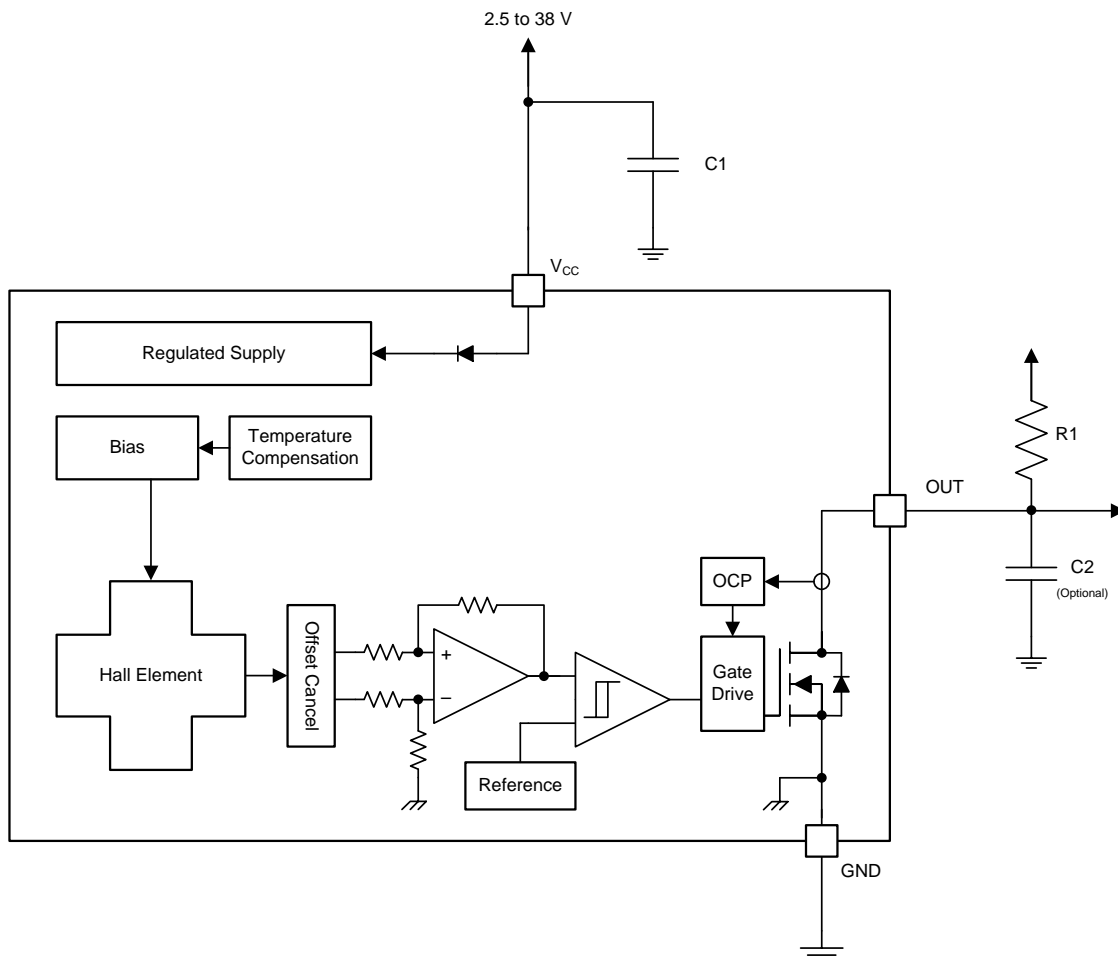 2.5 to 38 V
C1
VCC
Regulated Supply
Bias
Temperature
Compensation
R1
OUT
OCP
C2
(Optional)
Hall Element
Offset Cancel
+
–
Gate
Drive
Reference
GND